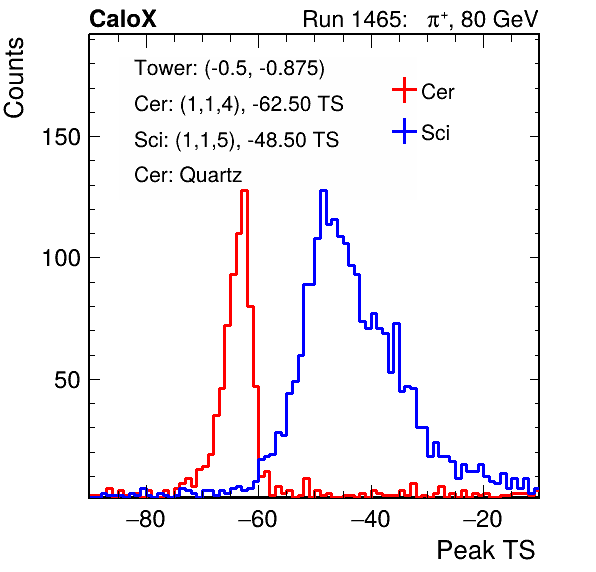 CaloX Run 1465: π⁺, 80 GeV
Counts
Tower: (-0.5, -0.875)
Cer: (1,1,4), -62.50 TS
Sci: (1,1,5), -48.50 TS
Cer: Quartz
Cer
Sci
150
100
50
−80 −60 −40 −20
Peak TS